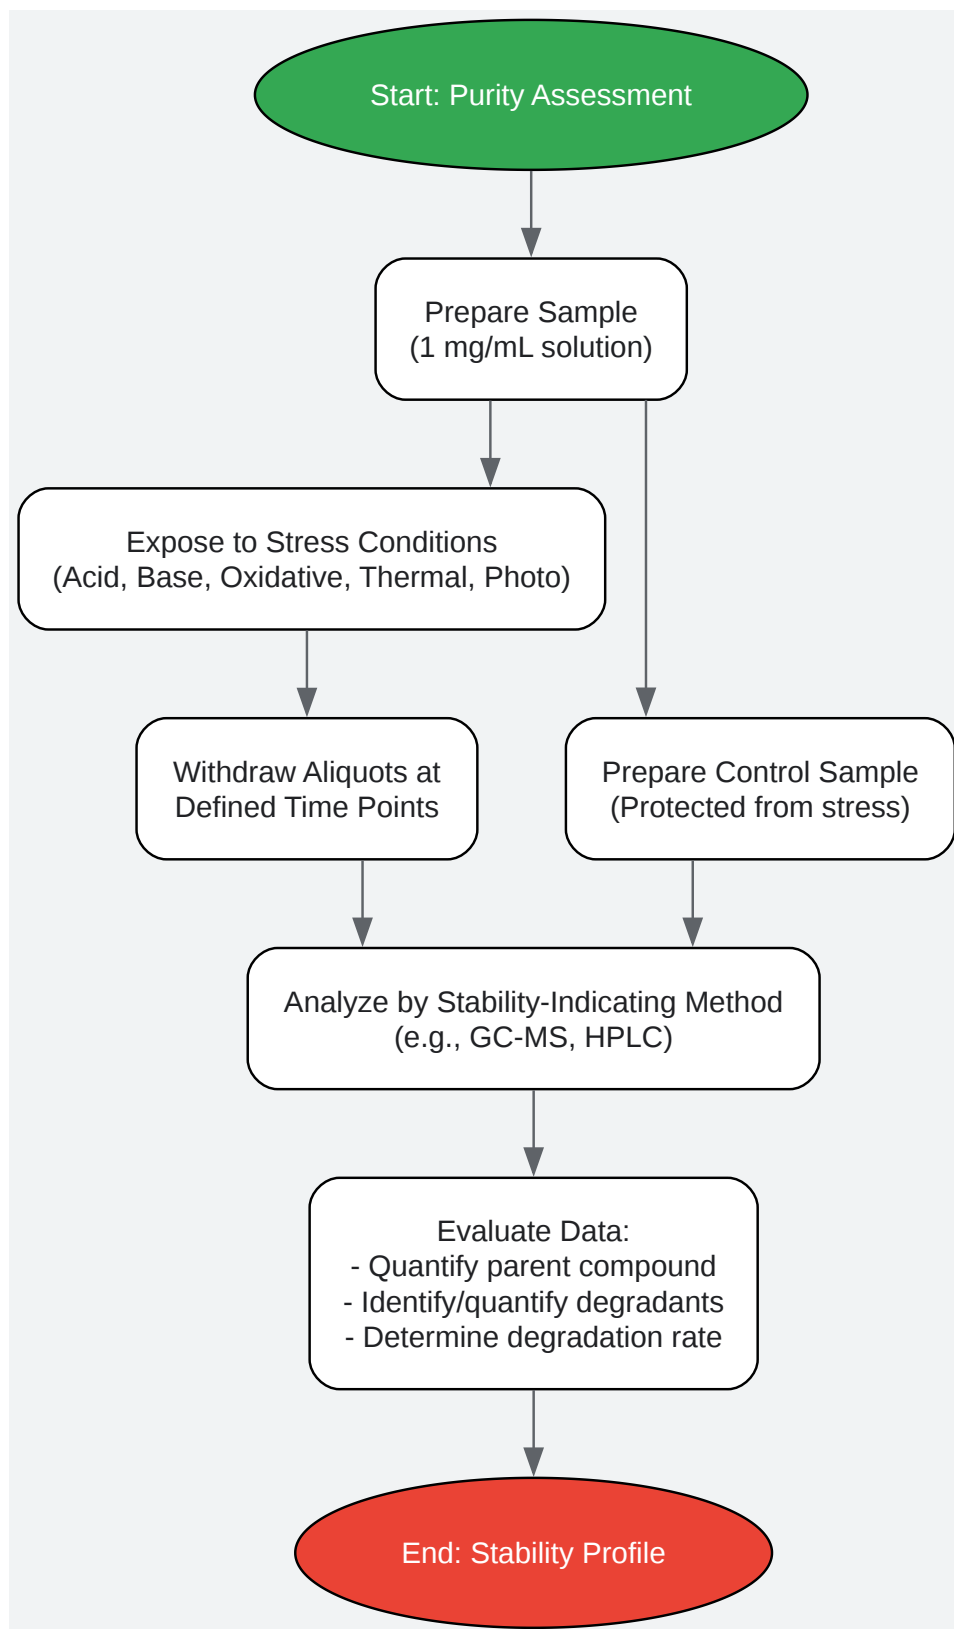 Start: Purity Assessment
Prepare Sample
(1 mg/mL solution)
Expose to Stress Conditions
(Acid, Base, Oxidative, Thermal, Photo)
Withdraw Aliquots at
Defined Time Points
Prepare Control Sample
(Protected from stress)
Analyze by Stability-Indicating Method
(e.g., GC-MS, HPLC)
Evaluate Data:
- Quantify parent compound
- Identify/quantify degradants
- Determine degradation rate
End: Stability Profile